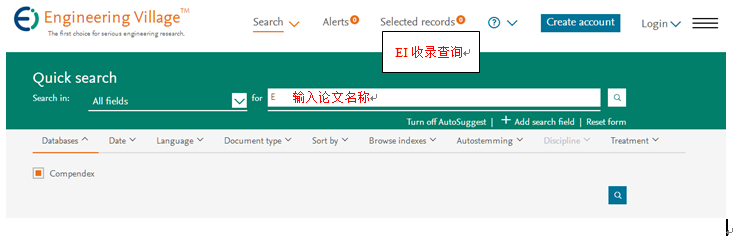 Engineering Village™
The first choice for serious engineering research.
Search
Alerts 0
Selected records 0
?
Create account
Login
EI 收录查询↵
Quick search
Search in:
All fields
for
E 输入论文名称↵
Turn off AutoSuggest | + Add search field | Reset form
Databases
Date
Language
Document type
Sort by
Browse indexes
Autostemming
Discipline
Treatment
Compendex